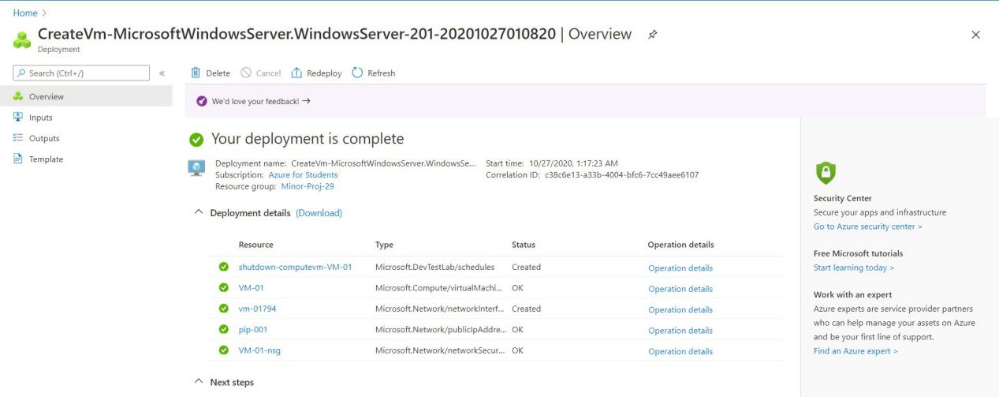 Home >
CreateVm-MicrosoftWindowsServer.WindowsServer-201-20201027010820 | Overview
Deployment
Search (Ctrl+/)
«
Overview
Inputs
Outputs
Template
Delete
Cancel
Redeploy
Refresh
We'd love your feedback! →
Your deployment is complete
Deployment name: CreateVm-MicrosoftWindowsServer.WindowsSe...
Subscription: Azure for Students
Resource group: Minor-Proj-29
Start time: 10/27/2020, 1:17:23 AM
Correlation ID: c38c6e13-a33b-4004-bfc6-7cc49aee6107
Deployment details (Download)
Resource Type Status Operation details
shutdown-computevm-VM-01 Microsoft.DevTestLab/schedules Created Operation details
VM-01 Microsoft.Compute/virtualMachi... OK Operation details
vm-01794 Microsoft.Network/networkInterf... Created Operation details
pip-001 Microsoft.Network/publicIpAddre... OK Operation details
VM-01-nsg Microsoft.Network/networkSecur... OK Operation details
Next steps
Security Center
Secure your apps and infrastructure
Go to Azure security center >
Free Microsoft tutorials
Start learning today >
Work with an expert
Azure experts are service provider partners
who can help manage your assets on Azure
and be your first line of support.
Find an Azure expert >